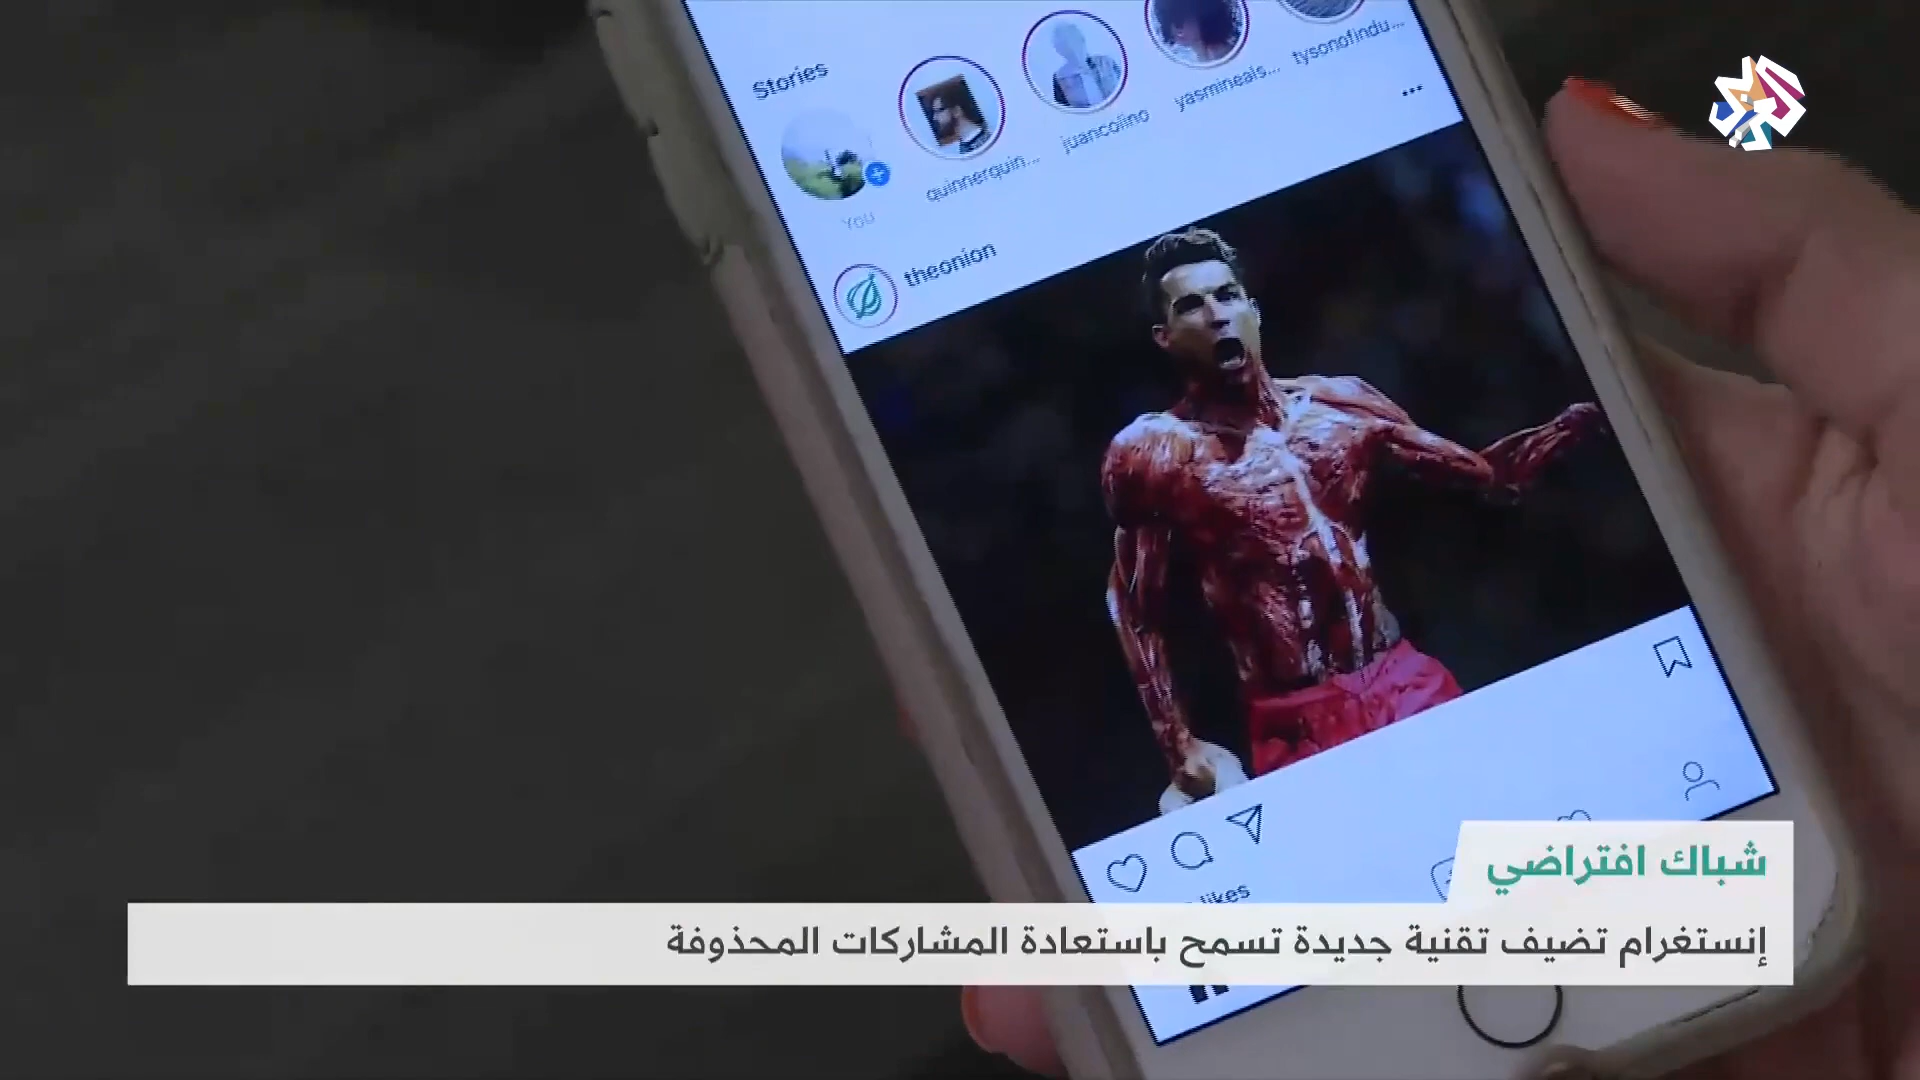 Stories
You
quinnerquin...
juancolino
yasmineals...
tysonofindu...
theonion
likes
شباك افتراضي
إنستغرام تضيف تقنية جديدة تسمح باستعادة المشاركات المحذوفة